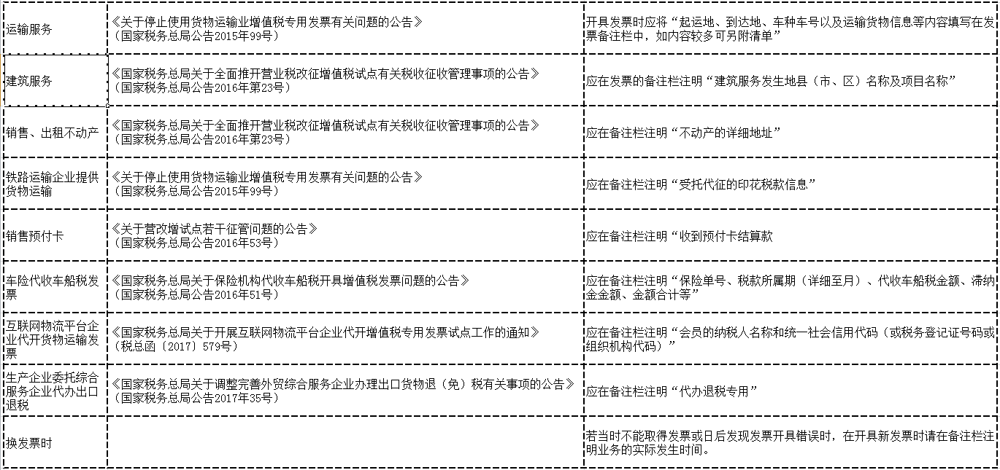 运输服务
《关于停止使用货物运输业增值税专用发票有关问题的公告》
（国家税务总局公告2015年99号）
开具发票时应将“起运地、到达地、车种车号以及运输货物信息等内容填写在发
票备注栏中，如内容较多可另附清单”
建筑服务
《国家税务总局关于全面推开营业税改征增值税试点有关税收征收管理事项的公告》
（国家税务总局公告2016年第23号）
应在发票的备注栏注明“建筑服务发生地县（市、区）名称及项目名称”
销售、出租不动产
《国家税务总局关于全面推开营业税改征增值税试点有关税收征收管理事项的公告》
（国家税务总局公告2016年第23号）
应在备注栏注明“不动产的详细地址”
铁路运输企业提供
货物运输
《关于停止使用货物运输业增值税专用发票有关问题的公告》
（国家税务总局公告2015年99号）
应在备注栏注明“受托代征的印花税款信息”
销售预付卡
《关于营改增试点若干征管问题的公告》
（国家税务总局公告2016年53号）
应在备注栏注明“收到预付卡结算款
车险代收车船税发
票
《国家税务总局关于保险机构代收车船税开具增值税发票问题的公告》
（国家税务总局公告2016年51号）
应在备注栏注明“保险单号、税款所属期（详细至月）、代收车船税金额、滞纳
金金额、金额合计等”
互联网物流平台企
业代开货物运输发
票
《国家税务总局关于开展互联网物流平台企业代开增值税专用发票试点工作的通知》
（税总函〔2017〕579号）
应在备注栏注明“会员的纳税人名称和统一社会信用代码（或税务登记证号码或
组织机构代码）”
生产企业委托综合
服务企业代办出口
退税
《国家税务总局关于调整完善外贸综合服务企业办理出口货物退（免）税有关事项的公告》
（国家税务总局公告2017年35号）
应在备注栏注明“代办退税专用”
换发票时
若当时不能取得发票或日后发现发票开具错误时，在开具新发票时请在备注栏注
明业务的实际发生时间。